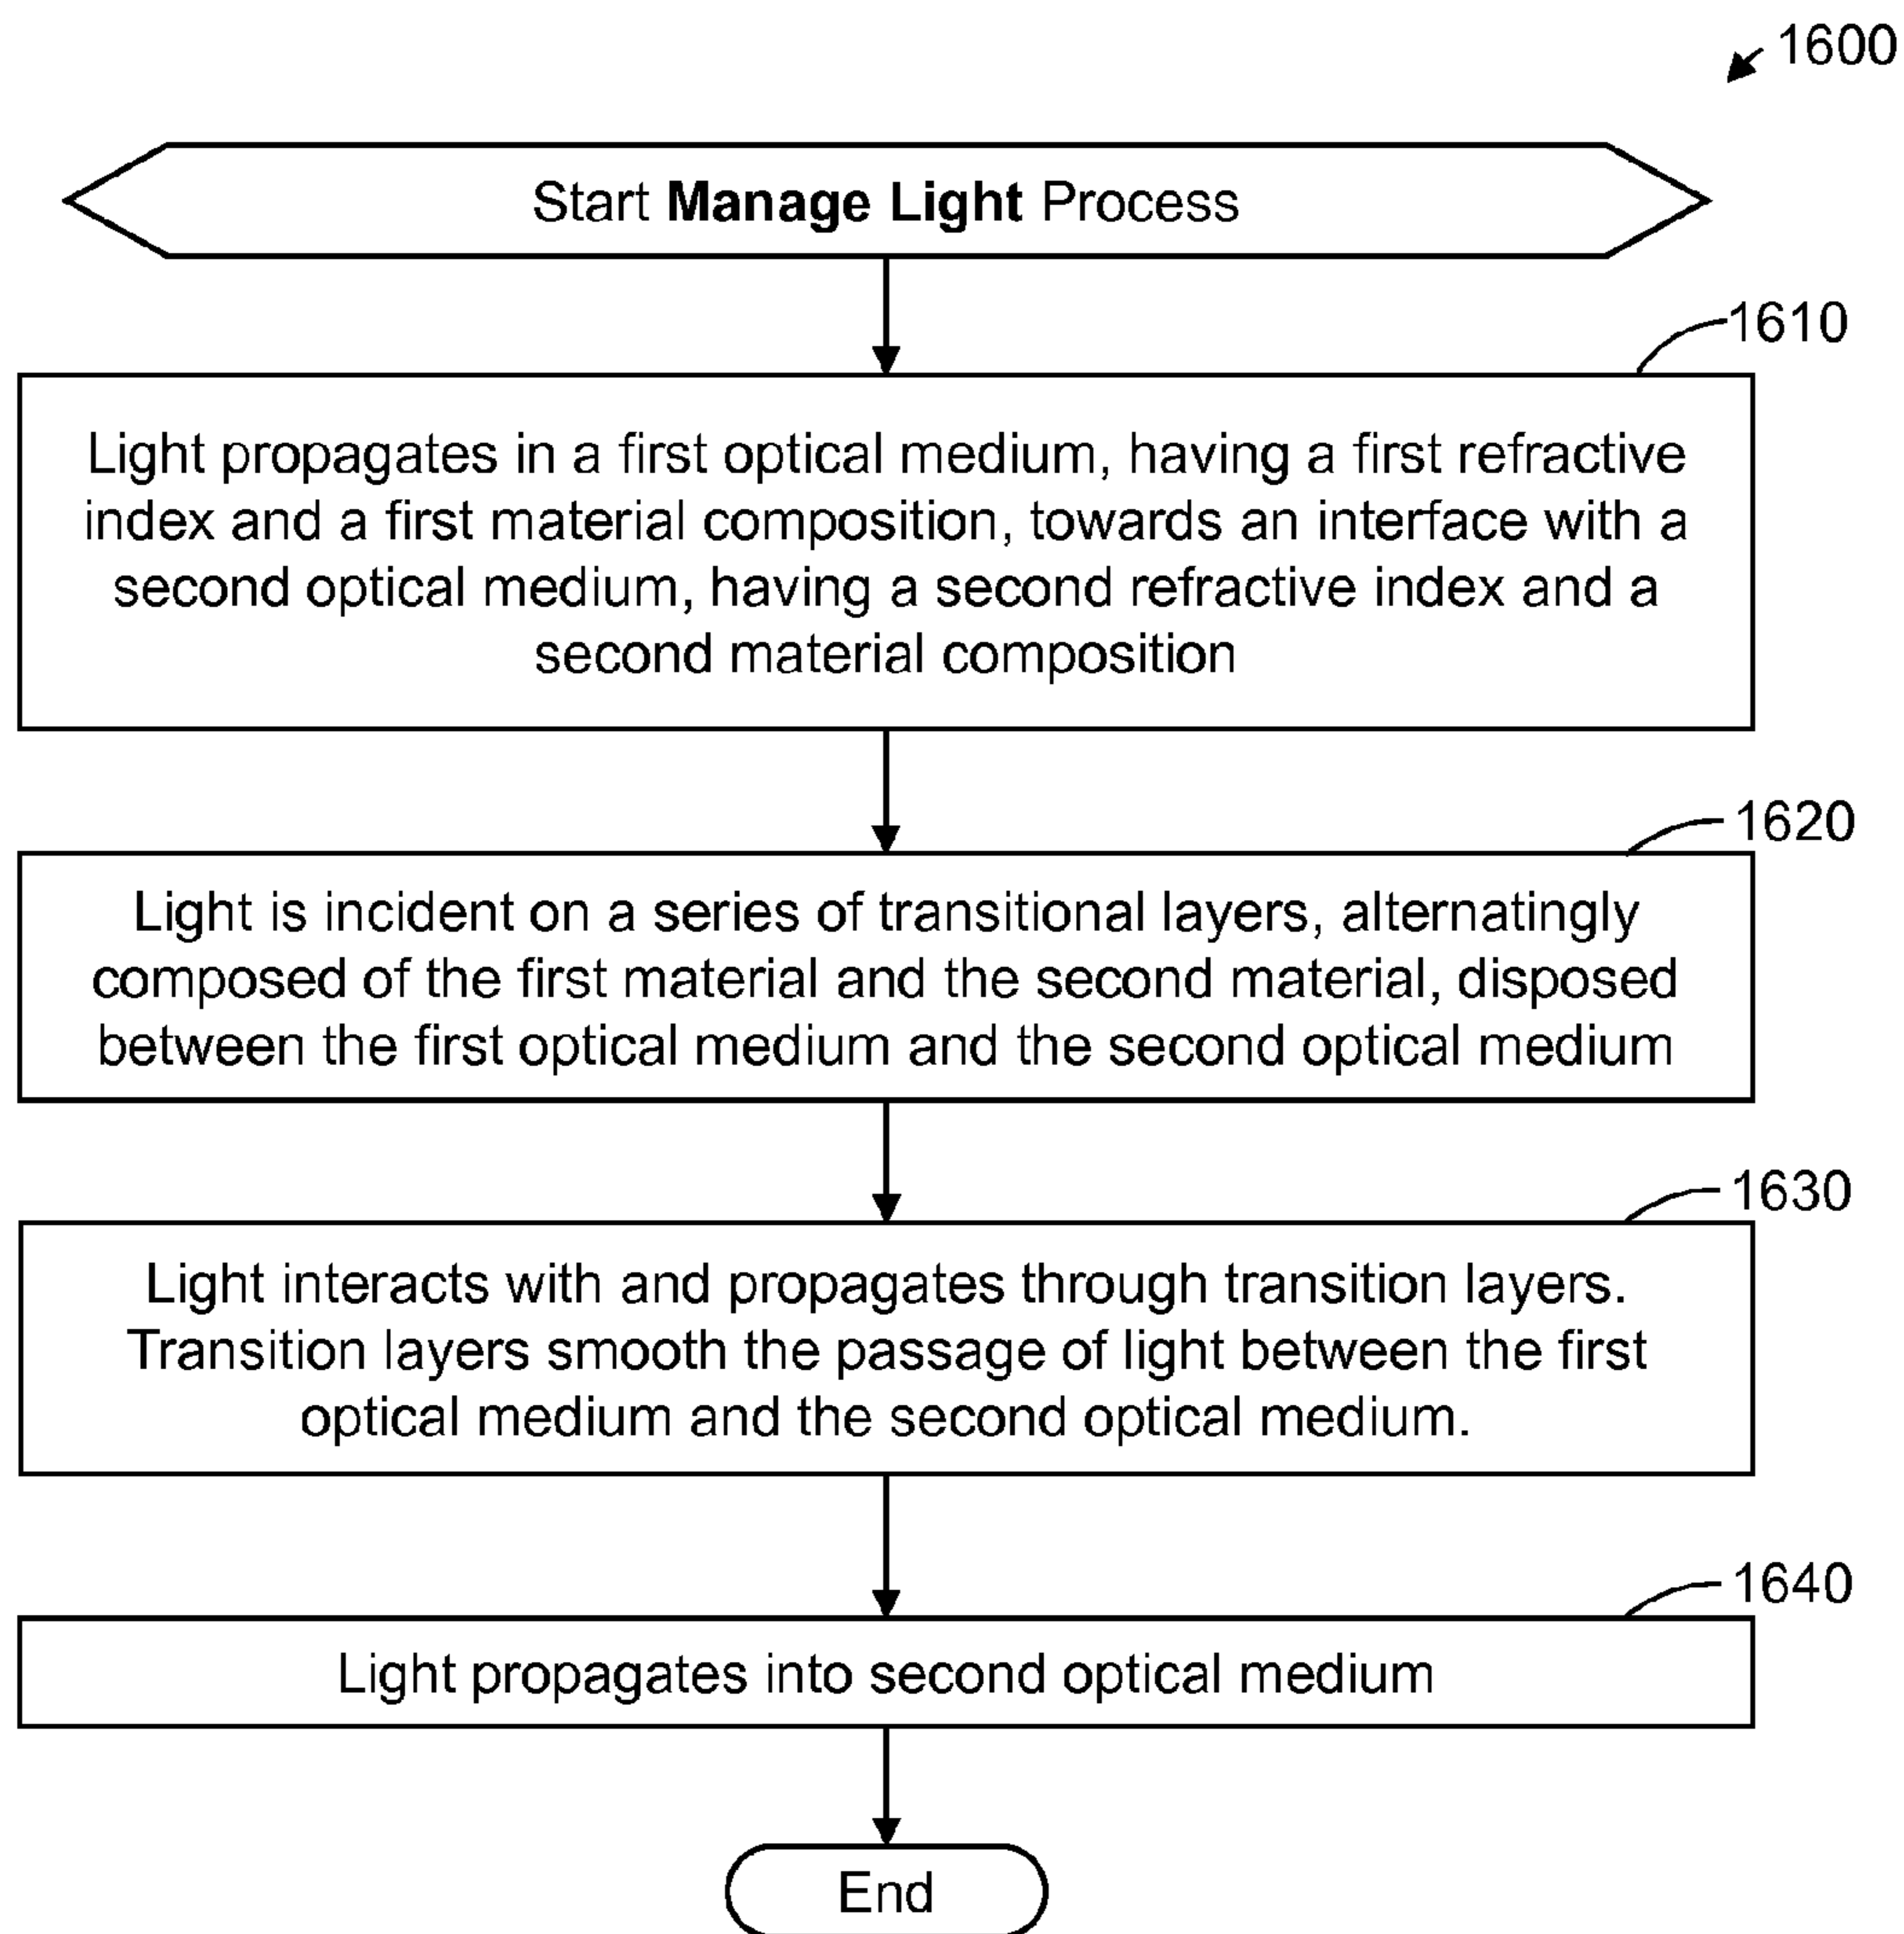 1600
Start Manage Light Process
1610
Light propagates in a first optical medium, having a first refractive
index and a first material composition, towards an interface with a
second optical medium, having a second refractive index and a
second material composition
1620
Light is incident on a series of transitional layers, alternatingly
composed of the first material and the second material, disposed
between the first optical medium and the second optical medium
1630
Light interacts with and propagates through transition layers.
Transition layers smooth the passage of light between the first
optical medium and the second optical medium.
1640
Light propagates into second optical medium
End